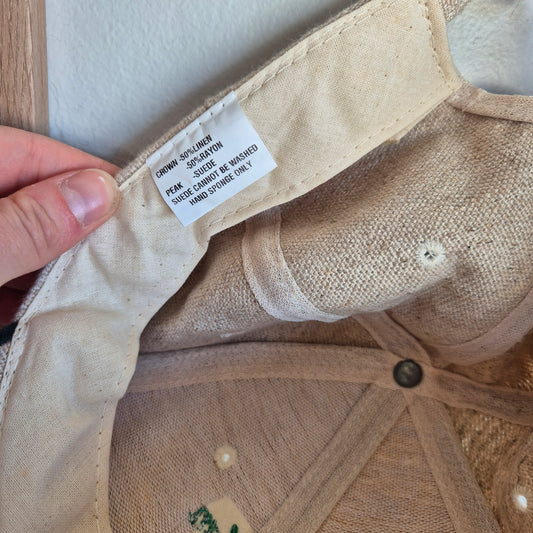 CROWN -50%LINEN
-50%RAYON
PEAK -SUEDE
SUEDE CANNOT BE WASHED
HAND SPONGE ONLY